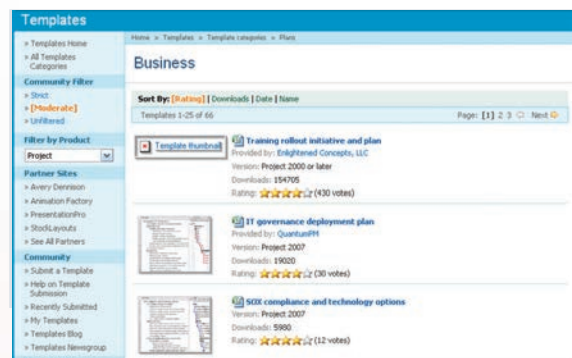 Templates
» Templates Home
» All Templates
Categories
Community Filter
» Strict
» [Moderate]
» Unfiltered
Filter by Product
Project
Partner Sites
» Avery Dennison
» Animation Factory
» PresentationPro
» StockLayouts
» See All Partners
Community
» Submit a Template
» Help on Template
Submission
» Recently Submitted
» My Templates
» Templates Blog
» Templates Newsgroup
Home » Templates » Template categories » Plans
Business
Sort By: [Rating] | Downloads | Date | Name
Templates 1-25 of 66
Page: [1] 2 3 Next
Template thumbnail
Training rollout initiative and plan
Provided by: Enlightened Concepts, LLC
Version: Project 2000 or later
Downloads: 154705
Rating: (430 votes)
IT governance deployment plan
Provided by: QuantumPM
Version: Project 2007
Downloads: 19020
Rating: (30 votes)
SOX compliance and technology options
Version: Project 2007
Downloads: 5980
Rating: (12 votes)